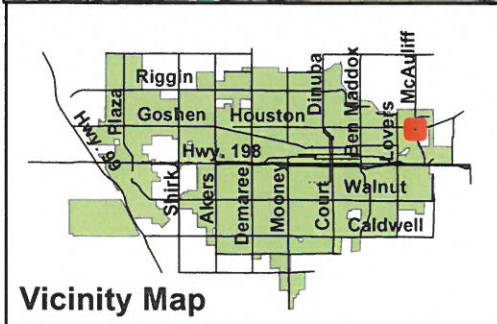 Riggin
Plaza
Goshen
Houston
Dinuba
Ben Maddox
Lovers
McAuliff
Hwy. 99
Hwy. 198
Shirk
Akers
Demaree
Mooney
Court
Walnut
Caldwell
Vicinity Map